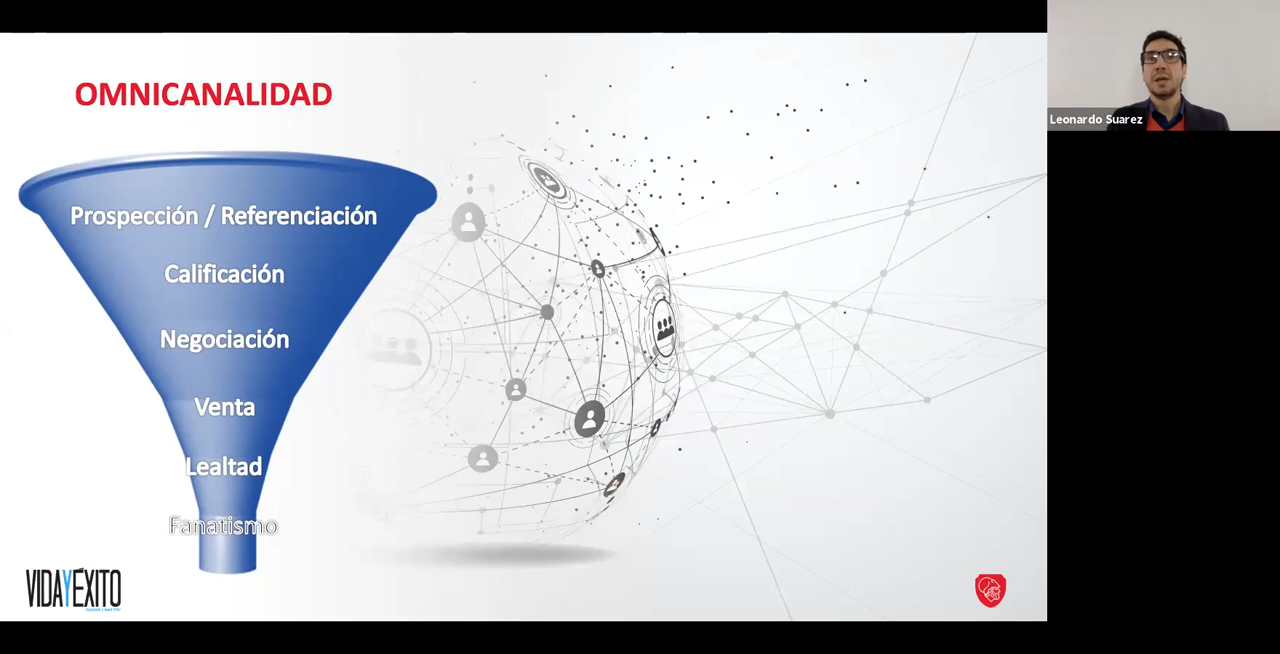 OMNICANALIDAD
Prospección / Referenciación
Calificación
Negociación
Venta
Lealtad
Fanatismo
VIDAYÉXITO
Leonardo Suarez